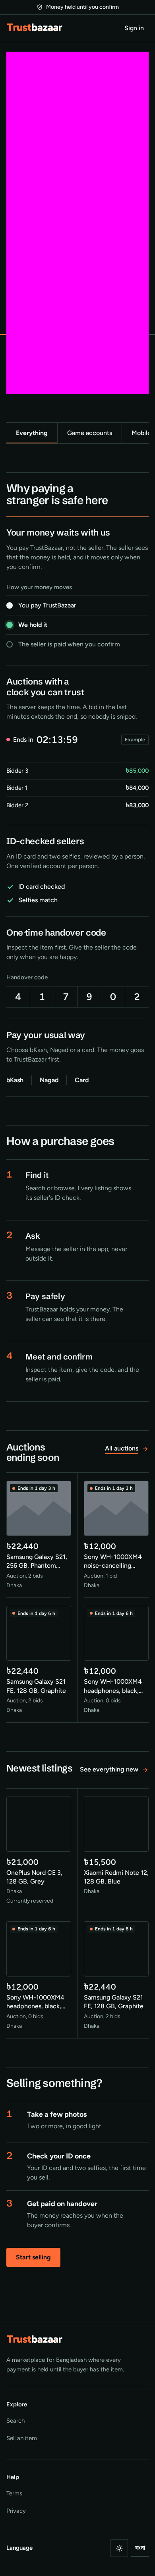 Money held until you confirm
Trustbazaar
Sign in
Everything
Game accounts
Mobile
Why paying a
stranger is safe here
Your money waits with us
You pay TrustBazaar, not the seller. The seller sees
that the money is held, and it moves only when
you confirm.
How your money moves
You pay TrustBazaar
We hold it
The seller is paid when you confirm
Auctions with a
clock you can trust
The server keeps the time. A bid in the last
minutes extends the end, so nobody is sniped.
Ends in 02:13:59
Example
Bidder 3
৳85,000
Bidder 1
৳84,000
Bidder 2
৳83,000
ID-checked sellers
An ID card and two selfies, reviewed by a person.
One verified account per person.
ID card checked
Selfies match
One-time handover code
Inspect the item first. Give the seller the code
only when you are happy.
Handover code
4 1 7 9 0 2
Pay your usual way
Choose bKash, Nagad or a card. The money goes
to TrustBazaar first.
bKash
Nagad
Card
How a purchase goes
1
Find it
Search or browse. Every listing shows
its seller's ID check.
2
Ask
Message the seller in the app, never
outside it.
3
Pay safely
TrustBazaar holds your money. The
seller can see that it is there.
4
Meet and confirm
Inspect the item, give the code, and the
seller is paid.
Auctions
ending soon
All auctions →
Ends in 1 day 3 h
৳22,440
Samsung Galaxy S21,
256 GB, Phantom…
Auction, 2 bids
Dhaka
Ends in 1 day 3 h
৳12,000
Sony WH-1000XM4
noise-cancelling…
Auction, 1 bid
Dhaka
Ends in 1 day 6 h
৳22,440
Samsung Galaxy S21
FE, 128 GB, Graphite
Auction, 2 bids
Dhaka
Ends in 1 day 6 h
৳12,000
Sony WH-1000XM4
headphones, black,…
Auction, 0 bids
Dhaka
Newest listings
See everything new →
৳21,000
OnePlus Nord CE 3,
128 GB, Grey
Dhaka
Currently reserved
৳15,500
Xiaomi Redmi Note 12,
128 GB, Blue
Dhaka
Ends in 1 day 6 h
৳12,000
Sony WH-1000XM4
headphones, black,…
Auction, 0 bids
Dhaka
Ends in 1 day 6 h
৳22,440
Samsung Galaxy S21
FE, 128 GB, Graphite
Auction, 2 bids
Dhaka
Selling something?
1
Take a few photos
Two or more, in good light.
2
Check your ID once
Your ID card and two selfies, the first time
you sell.
3
Get paid on handover
The money reaches you when the
buyer confirms.
Start selling
Trustbazaar
A marketplace for Bangladesh where every
payment is held until the buyer has the item.
Explore
Search
Sell an item
Help
Terms
Privacy
Language
বাংলা